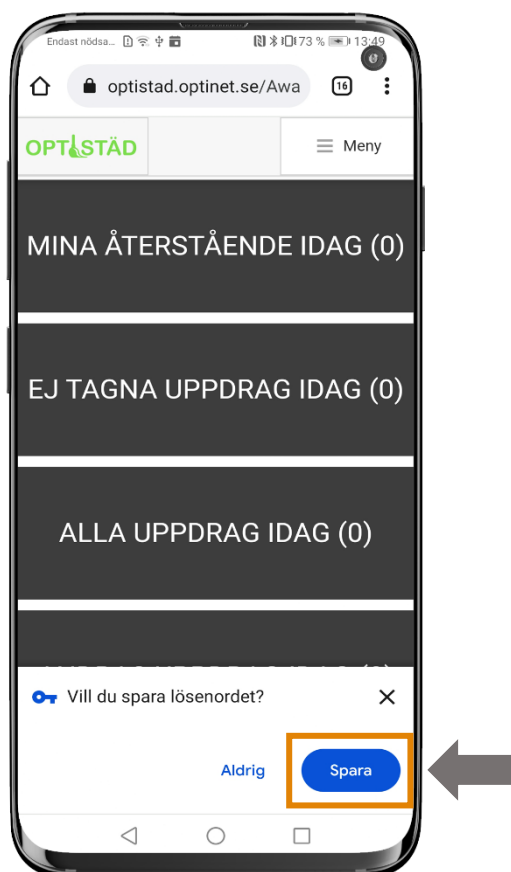 Endast nödsa... 73 % 13:49
optistad.optinet.se/Awa 16
OPTISTÄD Meny
MINA ÅTERSTÅENDE IDAG (0)
EJ TAGNA UPPDRAG IDAG (0)
ALLA UPPDRAG IDAG (0)
Vill du spara lösenordet?
Aldrig Spara